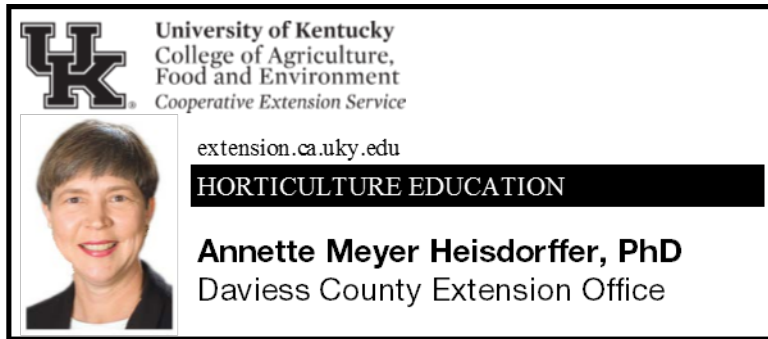 UK
University of Kentucky
College of Agriculture,
Food and Environment
Cooperative Extension Service
extension.ca.uky.edu
HORTICULTURE EDUCATION
Annette Meyer Heisdorffer, PhD
Daviess County Extension Office